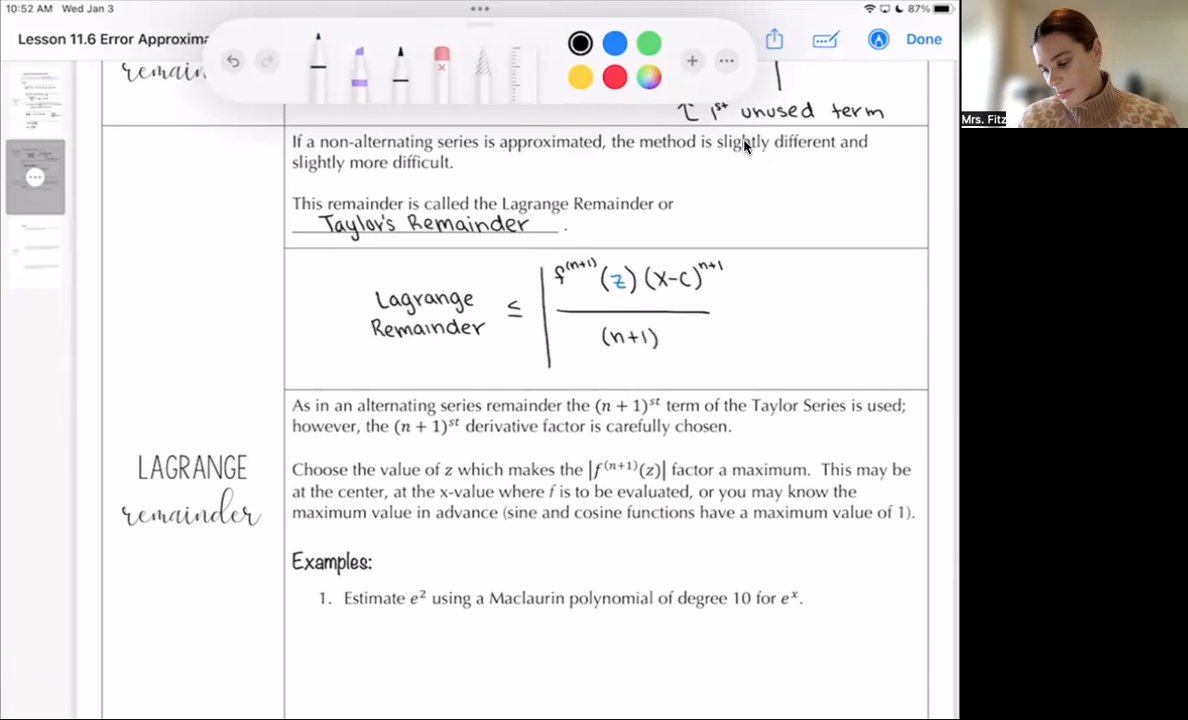 10:52 AM Wed Jan 3
87%
Lesson 11.6 Error Approxima
Done
Mrs. Fitz
remain
1st unused term
If a non-alternating series is approximated, the method is slightly different and
slightly more difficult.
This remainder is called the Lagrange Remainder or
Taylor's Remainder.
Lagrange
Remainder ≤ | f^(n+1) (z) (x-c)^n+1
(n+1)
As in an alternating series remainder the (n + 1)^st term of the Taylor Series is used;
however, the (n + 1)^st derivative factor is carefully chosen.
LAGRANGE
remainder
Choose the value of z which makes the |f^(n+1)(z)| factor a maximum. This may be
at the center, at the x-value where f is to be evaluated, or you may know the
maximum value in advance (sine and cosine functions have a maximum value of 1).
Examples:
1. Estimate e² using a Maclaurin polynomial of degree 10 for e^x.